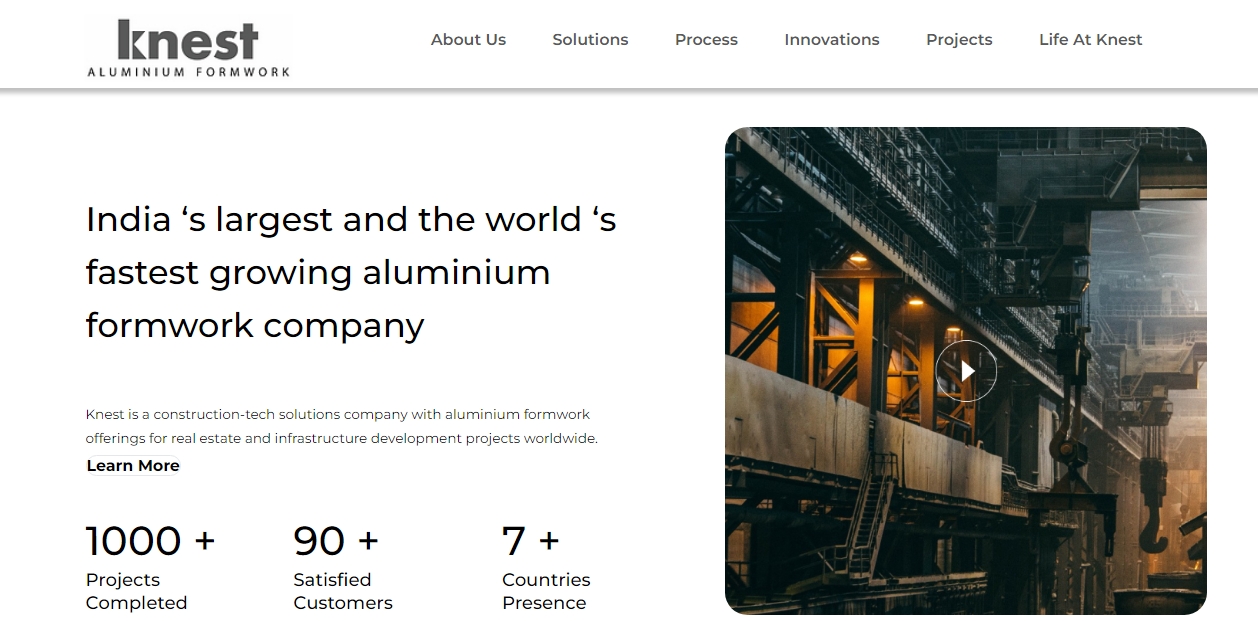 knest
ALUMINIUM FORMWORK
About Us Solutions Process Innovations Projects Life At Knest
India ‘s largest and the world ‘s
fastest growing aluminium
formwork company
Knest is a construction-tech solutions company with aluminium formwork
offerings for real estate and infrastructure development projects worldwide.
Learn More
1000 + 90 + 7 +
Projects Satisfied Countries
Completed Customers Presence